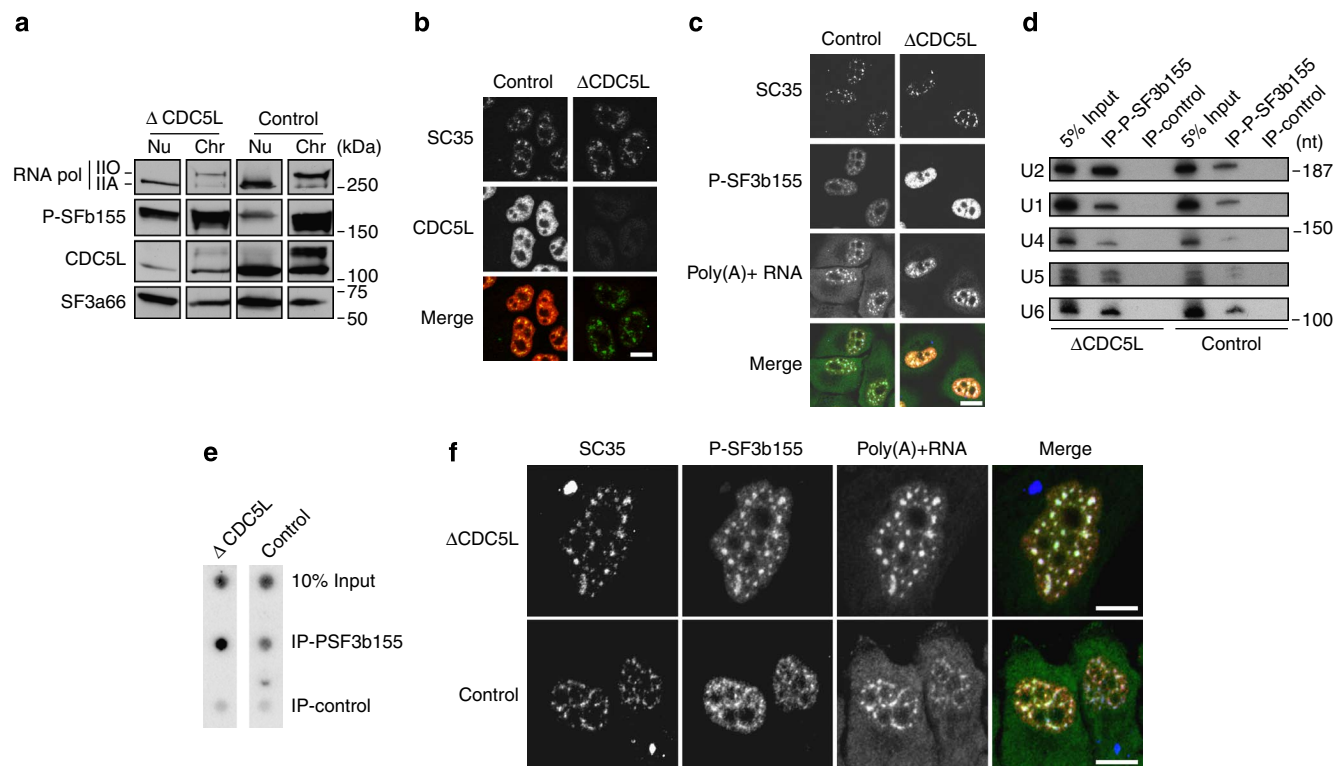 a
Δ CDC5L Control
Nu Chr Nu Chr (kDa)
RNA pol IIO
IIA
250
P-SFb155
150
CDC5L
100
75
SF3a66
50
b
Control ΔCDC5L
SC35
CDC5L
Merge
c
Control ΔCDC5L
SC35
P-SF3b155
Poly(A)+ RNA
Merge
d
5% Input IP-P-SF3b155 IP-control 5% Input IP-P-SF3b155 IP-control (nt)
U2 187
U1
150
U4
U5
U6 100
ΔCDC5L Control
e
Δ CDC5L Control
10% Input
IP-PSF3b155
IP-control
f
SC35 P-SF3b155 Poly(A)+RNA Merge
ΔCDC5L
Control